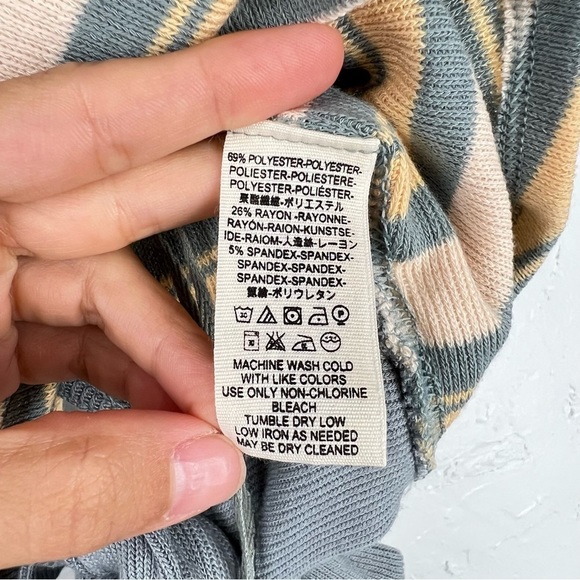 69% POLYESTER-POLYESTER-
POLIESTER-POLIESTERE-
POLYESTER-POLIÉSTER-
聚酯纖維-ポリエステル
26% RAYON -RAYONNE-
RAYÓN-RAION-KUNSTSE-
IDE-RAIOM-人造絲-レーヨン
5% SPANDEX-SPANDEX-
SPANDEX-SPANDEX-
SPANDEX-SPANDEX-
氨綸-ポリウレタン
MACHINE WASH COLD
WITH LIKE COLORS
USE ONLY NON-CHLORINE
BLEACH
TUMBLE DRY LOW
LOW IRON AS NEEDED
MAY BE DRY CLEANED